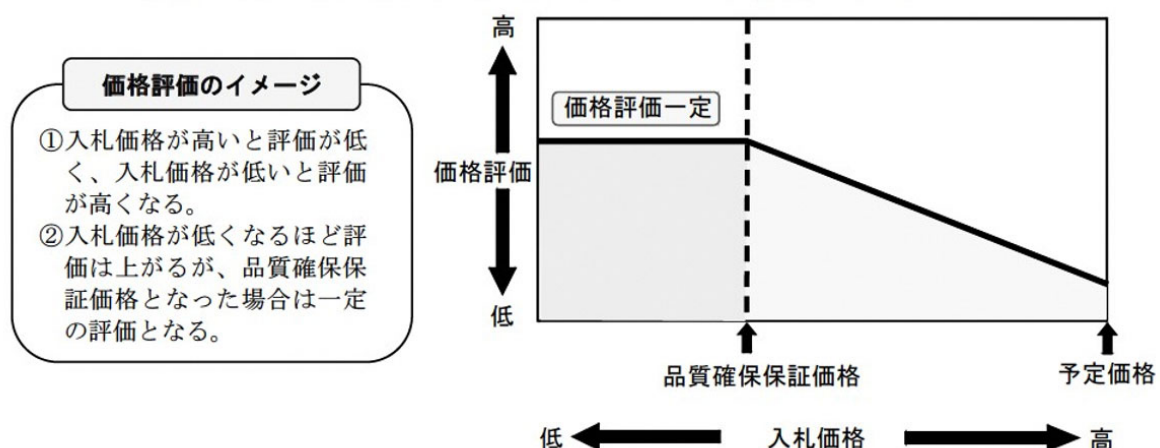 価格評価のイメージ
①入札価格が高いと評価が低
く、入札価格が低いと評価
が高くなる。
②入札価格が低くなるほど評
価は上がるが、品質確保保
証価格となった場合は一定
の評価となる。
高
価格評価一定
価格評価
低
品質確保保証価格
予定価格
低
入札価格
高